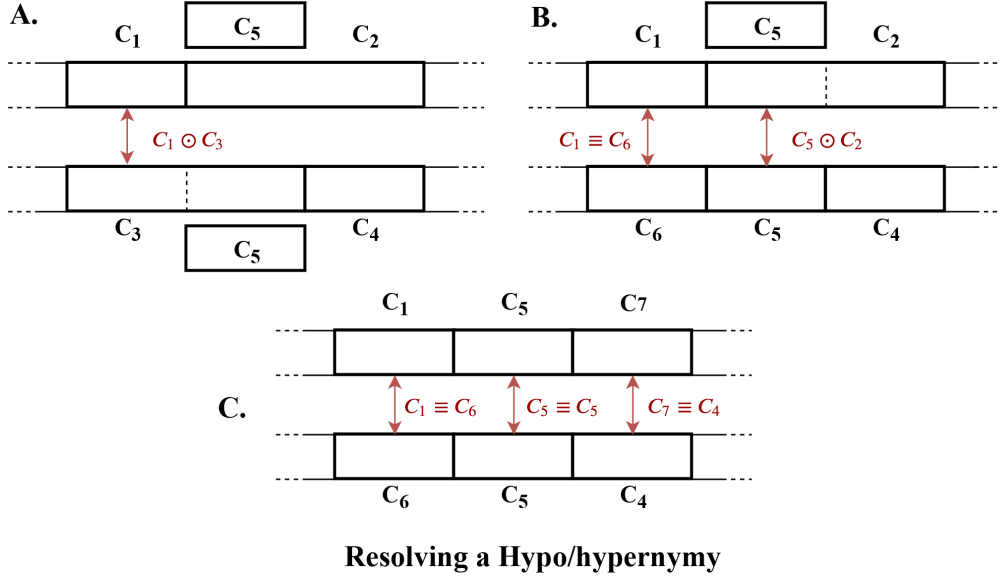 A.
C₁ C₅ C₂
C₁ ⊙ C₃
C₃ C₅ C₄
B.
C₁ C₅ C₂
C₁ ≡ C₆ C₅ ⊙ C₂
C₆ C₅ C₄
C.
C₁ C₅ C7
C₁ ≡ C₆ C₅ ≡ C₅ C₇ ≡ C₄
C₆ C₅ C₄
Resolving a Hypo/hypernymy